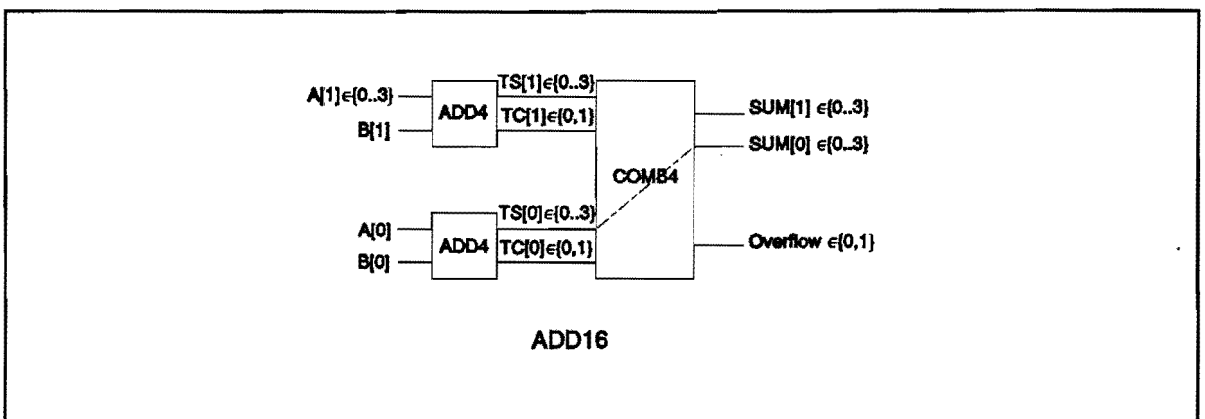 A[1]∈{0..3}
B[1]
ADD4
TS[1]∈{0..3}
TC[1]∈{0,1}
A[0]
B[0]
ADD4
TS[0]∈{0..3}
TC[0]∈{0,1}
COMB4
SUM[1] ∈{0..3}
SUM[0] ∈{0..3}
Overflow ∈{0,1}
ADD16